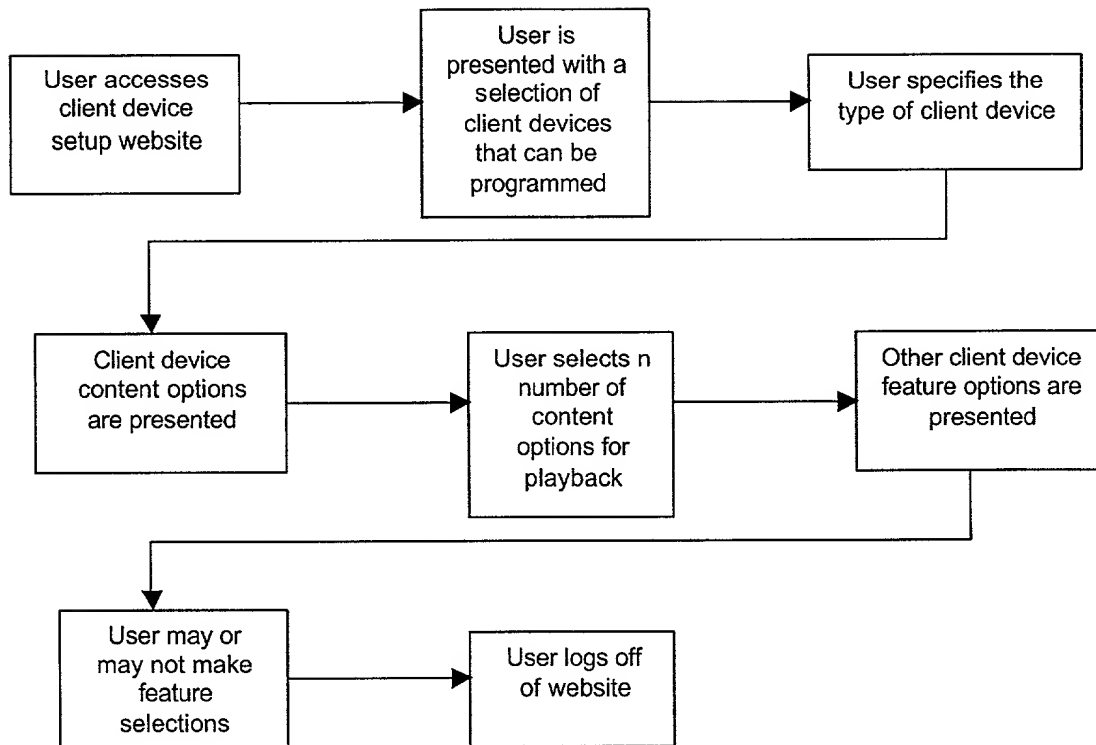 User accesses
client device
setup website
User is
presented with a
selection of
client devices
that can be
programmed
User specifies the
type of client device
Client device
content options
are presented
User selects n
number of
content
options for
playback
Other client device
feature options are
presented
User may or
may not make
feature
selections
User logs off
of website